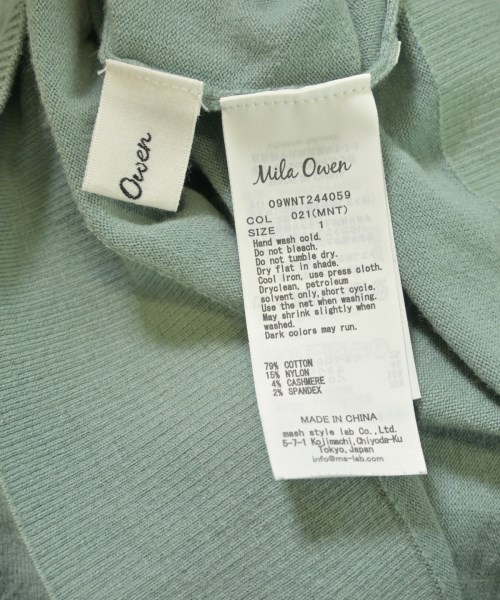 Owen
Mila Owen
09WNT244059
COL 021(MNT)
SIZE 1
Hand wash cold.
Do not bleach.
Do not tumble dry.
Dry flat in shade.
Cool iron, use press cloth.
Dryclean, petroleum
solvent only,short cycle.
Use the net when washing.
May shrink slightly when
washed.
Dark colors may run.
79% COTTON
15% NYLON
4% CASHMERE
2% SPANDEX
MADE IN CHINA
mash style lab Co.,Ltd.
5-7-1 Kojimachi,Chiyoda-Ku
Tokyo,Japan
info@ms-lab.com